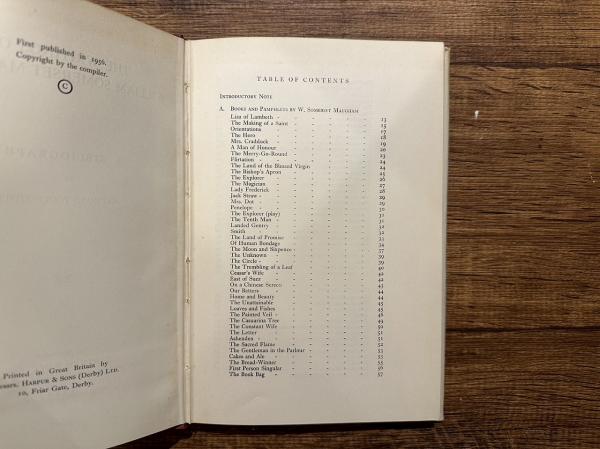 First published in 1956.
Copyright by the compiler.
©
Printed in Great Britain by
Harpur & Sons (Derby) Ltd.
10, Friar Gate, Derby.
TABLE OF CONTENTS
Introductory Note
A. Books and Pamphlets by W. Somerset Maugham
Liza of Lambeth - 13
The Making of a Saint - 15
Orientations - 17
The Hero - 18
Mrs. Craddock - 19
A Man of Honour - 20
The Merry-Go-Round - 23
Flirtation - 24
The Land of the Blessed Virgin - 24
The Bishop's Apron - 25
The Explorer - 26
The Magician - 27
Lady Frederick - 28
Jack Straw - 29
Mrs. Dot - 29
Penelope - 30
The Explorer (play) - 31
The Tenth Man - 31
Landed Gentry - 32
Smith - 32
The Land of Promise - 33
Of Human Bondage - 34
The Moon and Sixpence - 37
The Unknown - 39
The Circle - 39
The Trembling of a Leaf - 40
Cesar's Wife - 42
East of Suez - 42
On a Chinese Screen - 43
Our Betters - 44
Home and Beauty - 44
The Unattainable - 45
Loaves and Fishes - 45
The Painted Veil - 46
The Casuarina Tree - 49
The Constant Wife - 50
The Letter - 51
Ashenden - 51
The Sacred Flame - 52
The Gentleman in the Parlour - 53
Cakes and Ale - 53
The Bread-Winner - 55
First Person Singular - 56
The Book Bag - 57